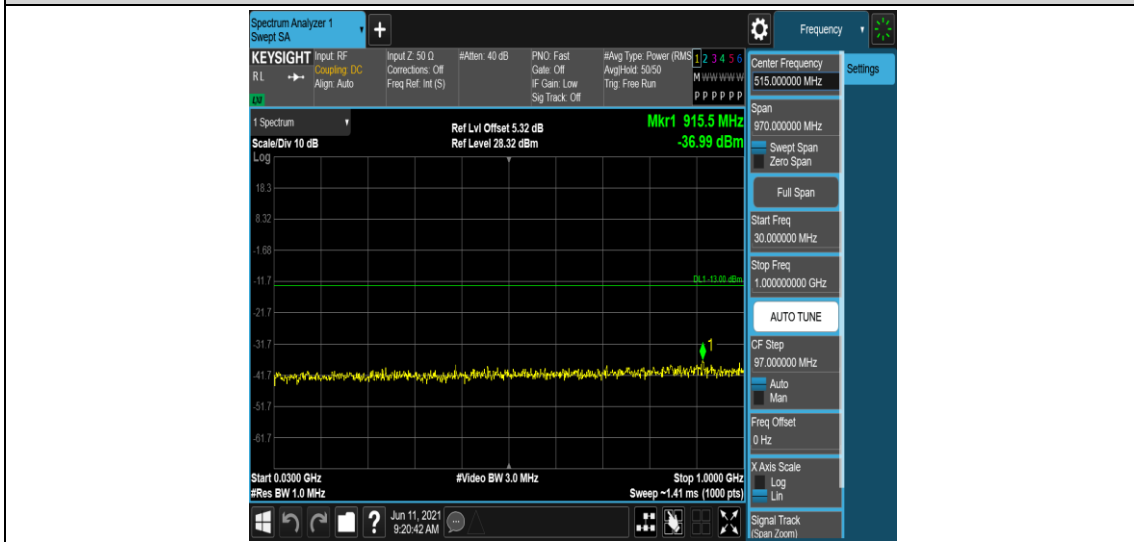 Spectrum Analyzer 1
Swept SA
+
Frequency
KEYSIGHT
RL
LXI
Input: RF
Coupling: DC
Align: Auto
Input Z: 50 Ω
Corrections: Off
Freq Ref: Int (S)
#Atten: 40 dB
PNO: Fast
Gate: Off
IF Gain: Low
Sig Track: Off
#Avg Type: Power (RMS
Avg|Hold: 50/50
Trig: Free Run
1 2 3 4 5 6
M W W W W W
P P P P P P
1 Spectrum
Scale/Div 10 dB
Log
Ref Lvl Offset 5.32 dB
Ref Level 28.32 dBm
Mkr1 915.5 MHz
-36.99 dBm
18.3
8.32
-1.68
-11.7
DL1 -13.00 dBm
-21.7
-31.7
1
-41.7
-51.7
-61.7
Start 0.0300 GHz
#Res BW 1.0 MHz
#Video BW 3.0 MHz
Stop 1.0000 GHz
Sweep ~1.41 ms (1000 pts)
?
Jun 11, 2021
9:20:42 AM
Center Frequency
515.000000 MHz
Settings
Span
970.000000 MHz
Swept Span
Zero Span
Full Span
Start Freq
30.000000 MHz
Stop Freq
1.000000000 GHz
AUTO TUNE
CF Step
97.000000 MHz
Auto
Man
Freq Offset
0 Hz
X Axis Scale
Log
Lin
Signal Track
(Span Zoom)